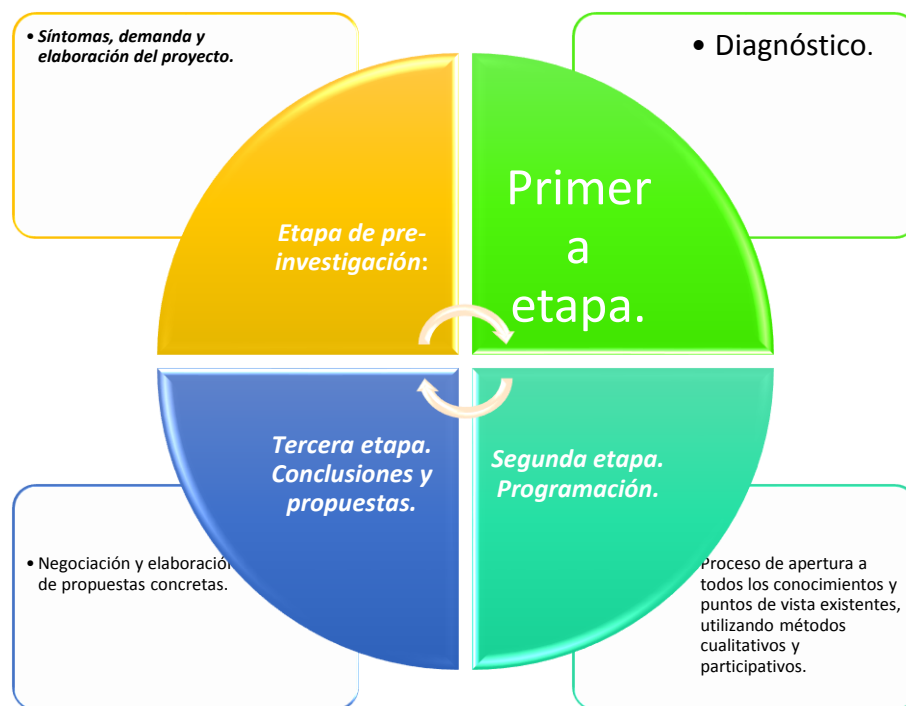 • Síntomas, demanda y
elaboración del proyecto.
• Diagnóstico.
Etapa de pre-
investigación:
Primer
a
etapa.
Tercera etapa.
Conclusiones y
propuestas.
Segunda etapa.
Programación.
• Negociación y elaboración
de propuestas concretas.
Proceso de apertura a
todos los conocimientos y
puntos de vista existentes,
utilizando métodos
cualitativos y
participativos.